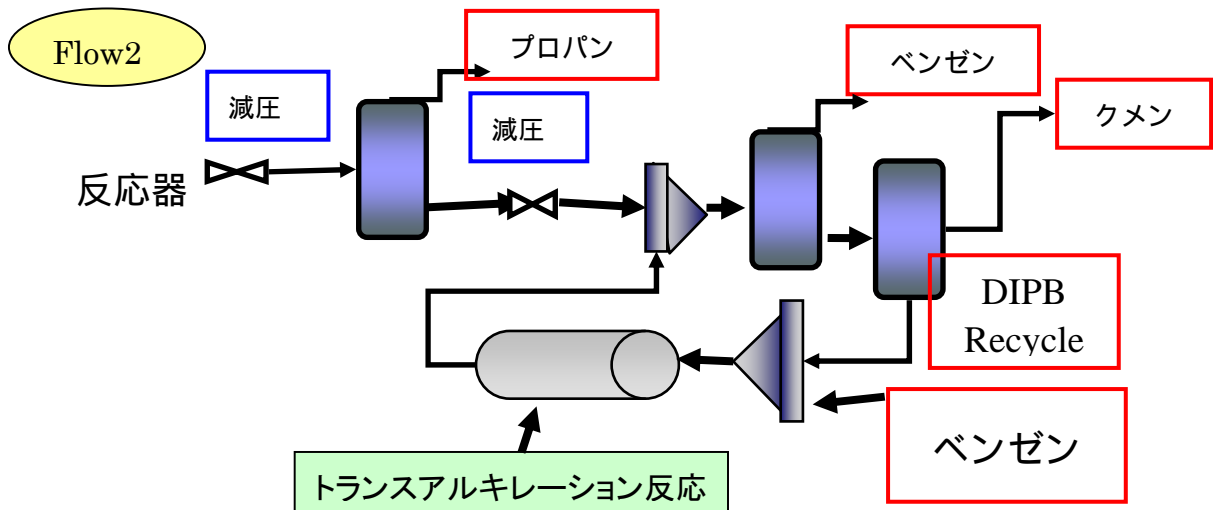 Flow2
プロパン
ベンゼン
減圧
減圧
クメン
反応器
DIPB
Recycle
ベンゼン
トランスアルキレーション反応